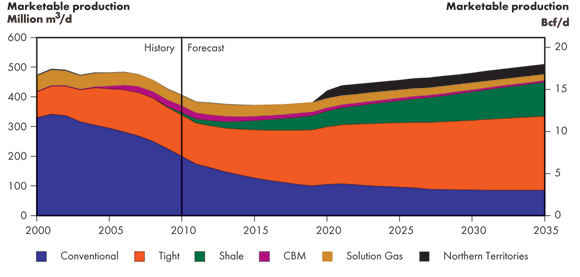 Marketable production
Million m³/d
Marketable production
Bcf/d
History
Forecast
600
500
400
300
200
100
0
20
15
10
5
0
2000
2005
2010
2015
2020
2025
2030
2035
Conventional
Tight
Shale
CBM
Solution Gas
Northern Territories